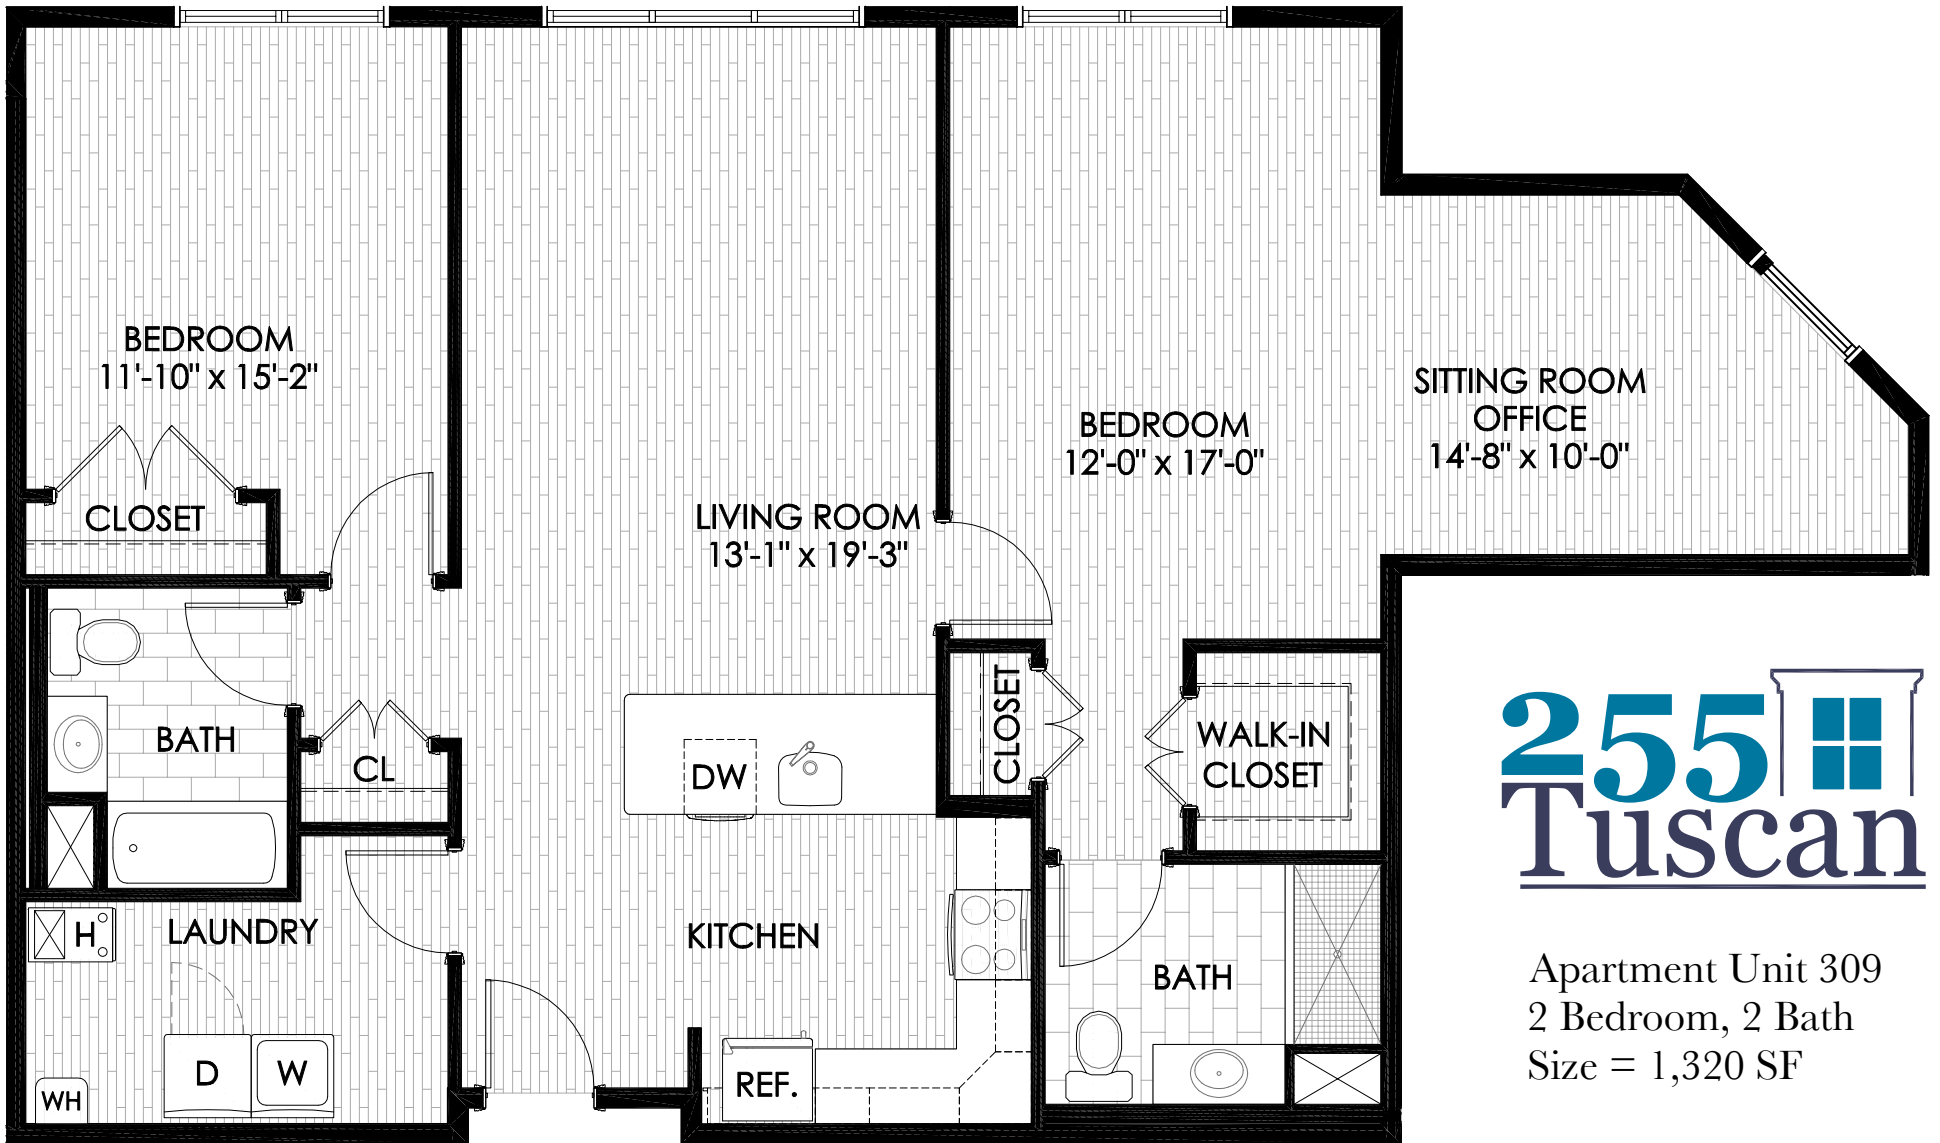 BEDROOM
11'-10" x 15'-2"
CLOSET
BATH
CL
LAUNDRY
H
D
W
WH
LIVING ROOM
13'-1" x 19'-3"
DW
KITCHEN
REF.
BEDROOM
12'-0" x 17'-0"
SITTING ROOM
OFFICE
14'-8" x 10'-0"
CLOSET
WALK-IN
CLOSET
BATH
255
Tuscan
Apartment Unit 309
2 Bedroom, 2 Bath
Size = 1,320 SF